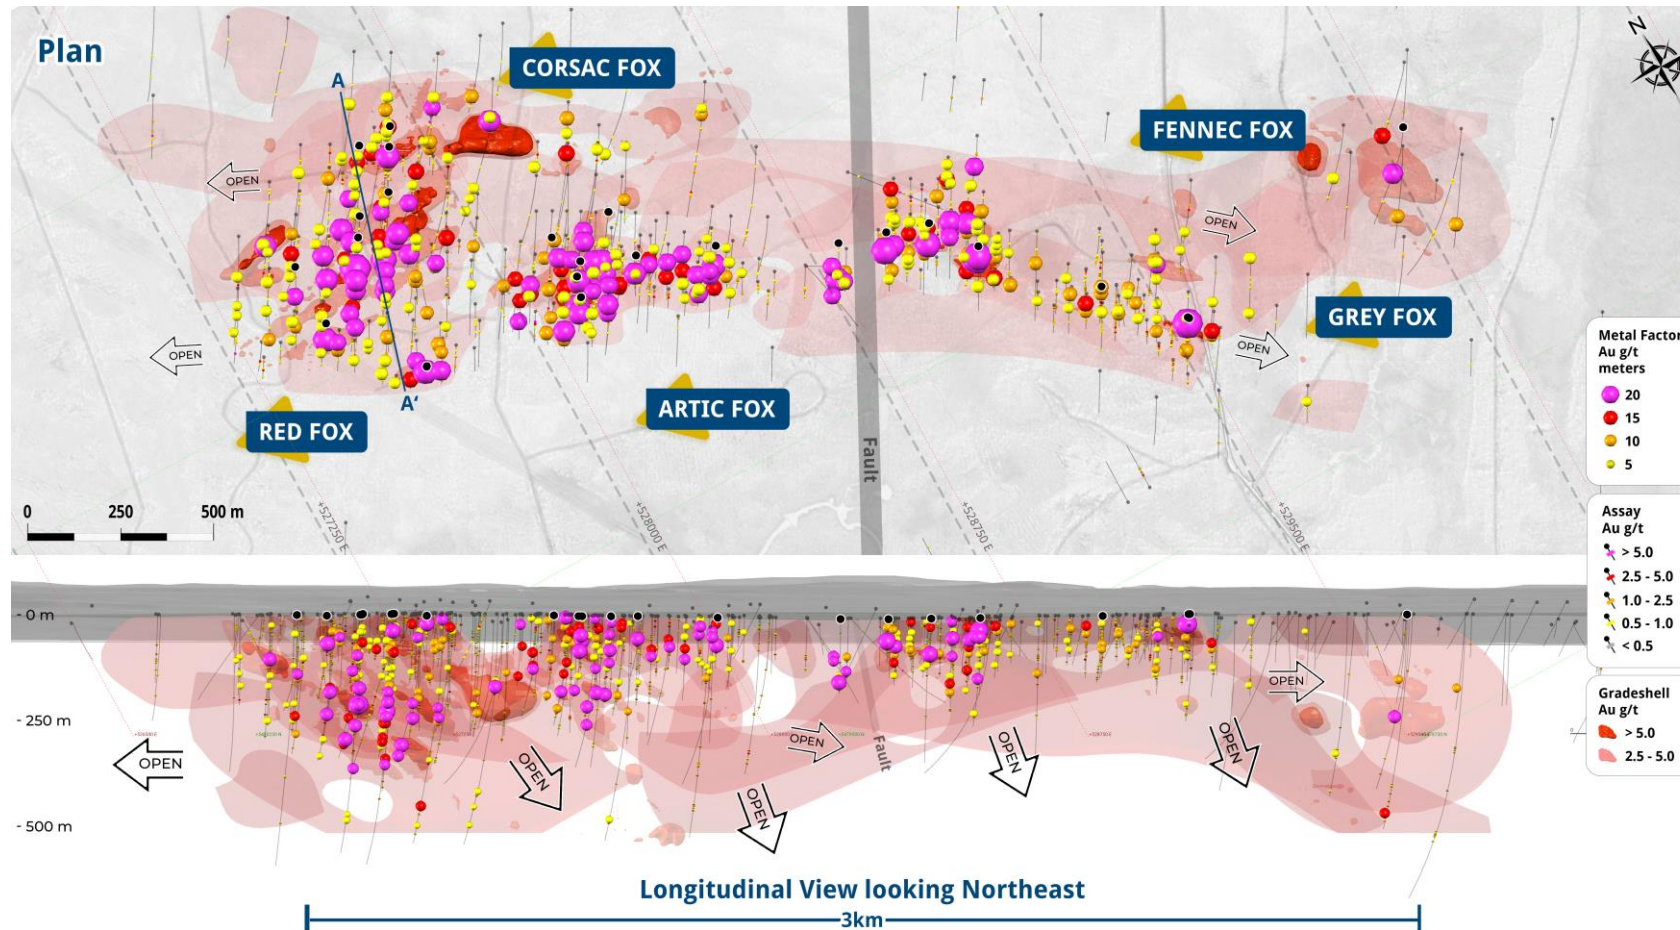 Plan
N
CORSAC FOX
A
FENNEC FOX
OPEN
OPEN
GREY FOX
OPEN
OPEN
A'
ARTIC FOX
RED FOX
Fault
0 250 500 m
+527250 E
+528000 E
+528750 E
+529500 E
Metal Factor
Au g/t
meters
20
15
10
5
Assay
Au g/t
> 5.0
2.5 - 5.0
1.0 - 2.5
0.5 - 1.0
< 0.5
Gradeshell
Au g/t
> 5.0
2.5 - 5.0
- 0 m
- 250 m
- 500 m
OPEN
OPEN
OPEN
OPEN
Fault
OPEN
OPEN
OPEN
Longitudinal View looking Northeast
3km